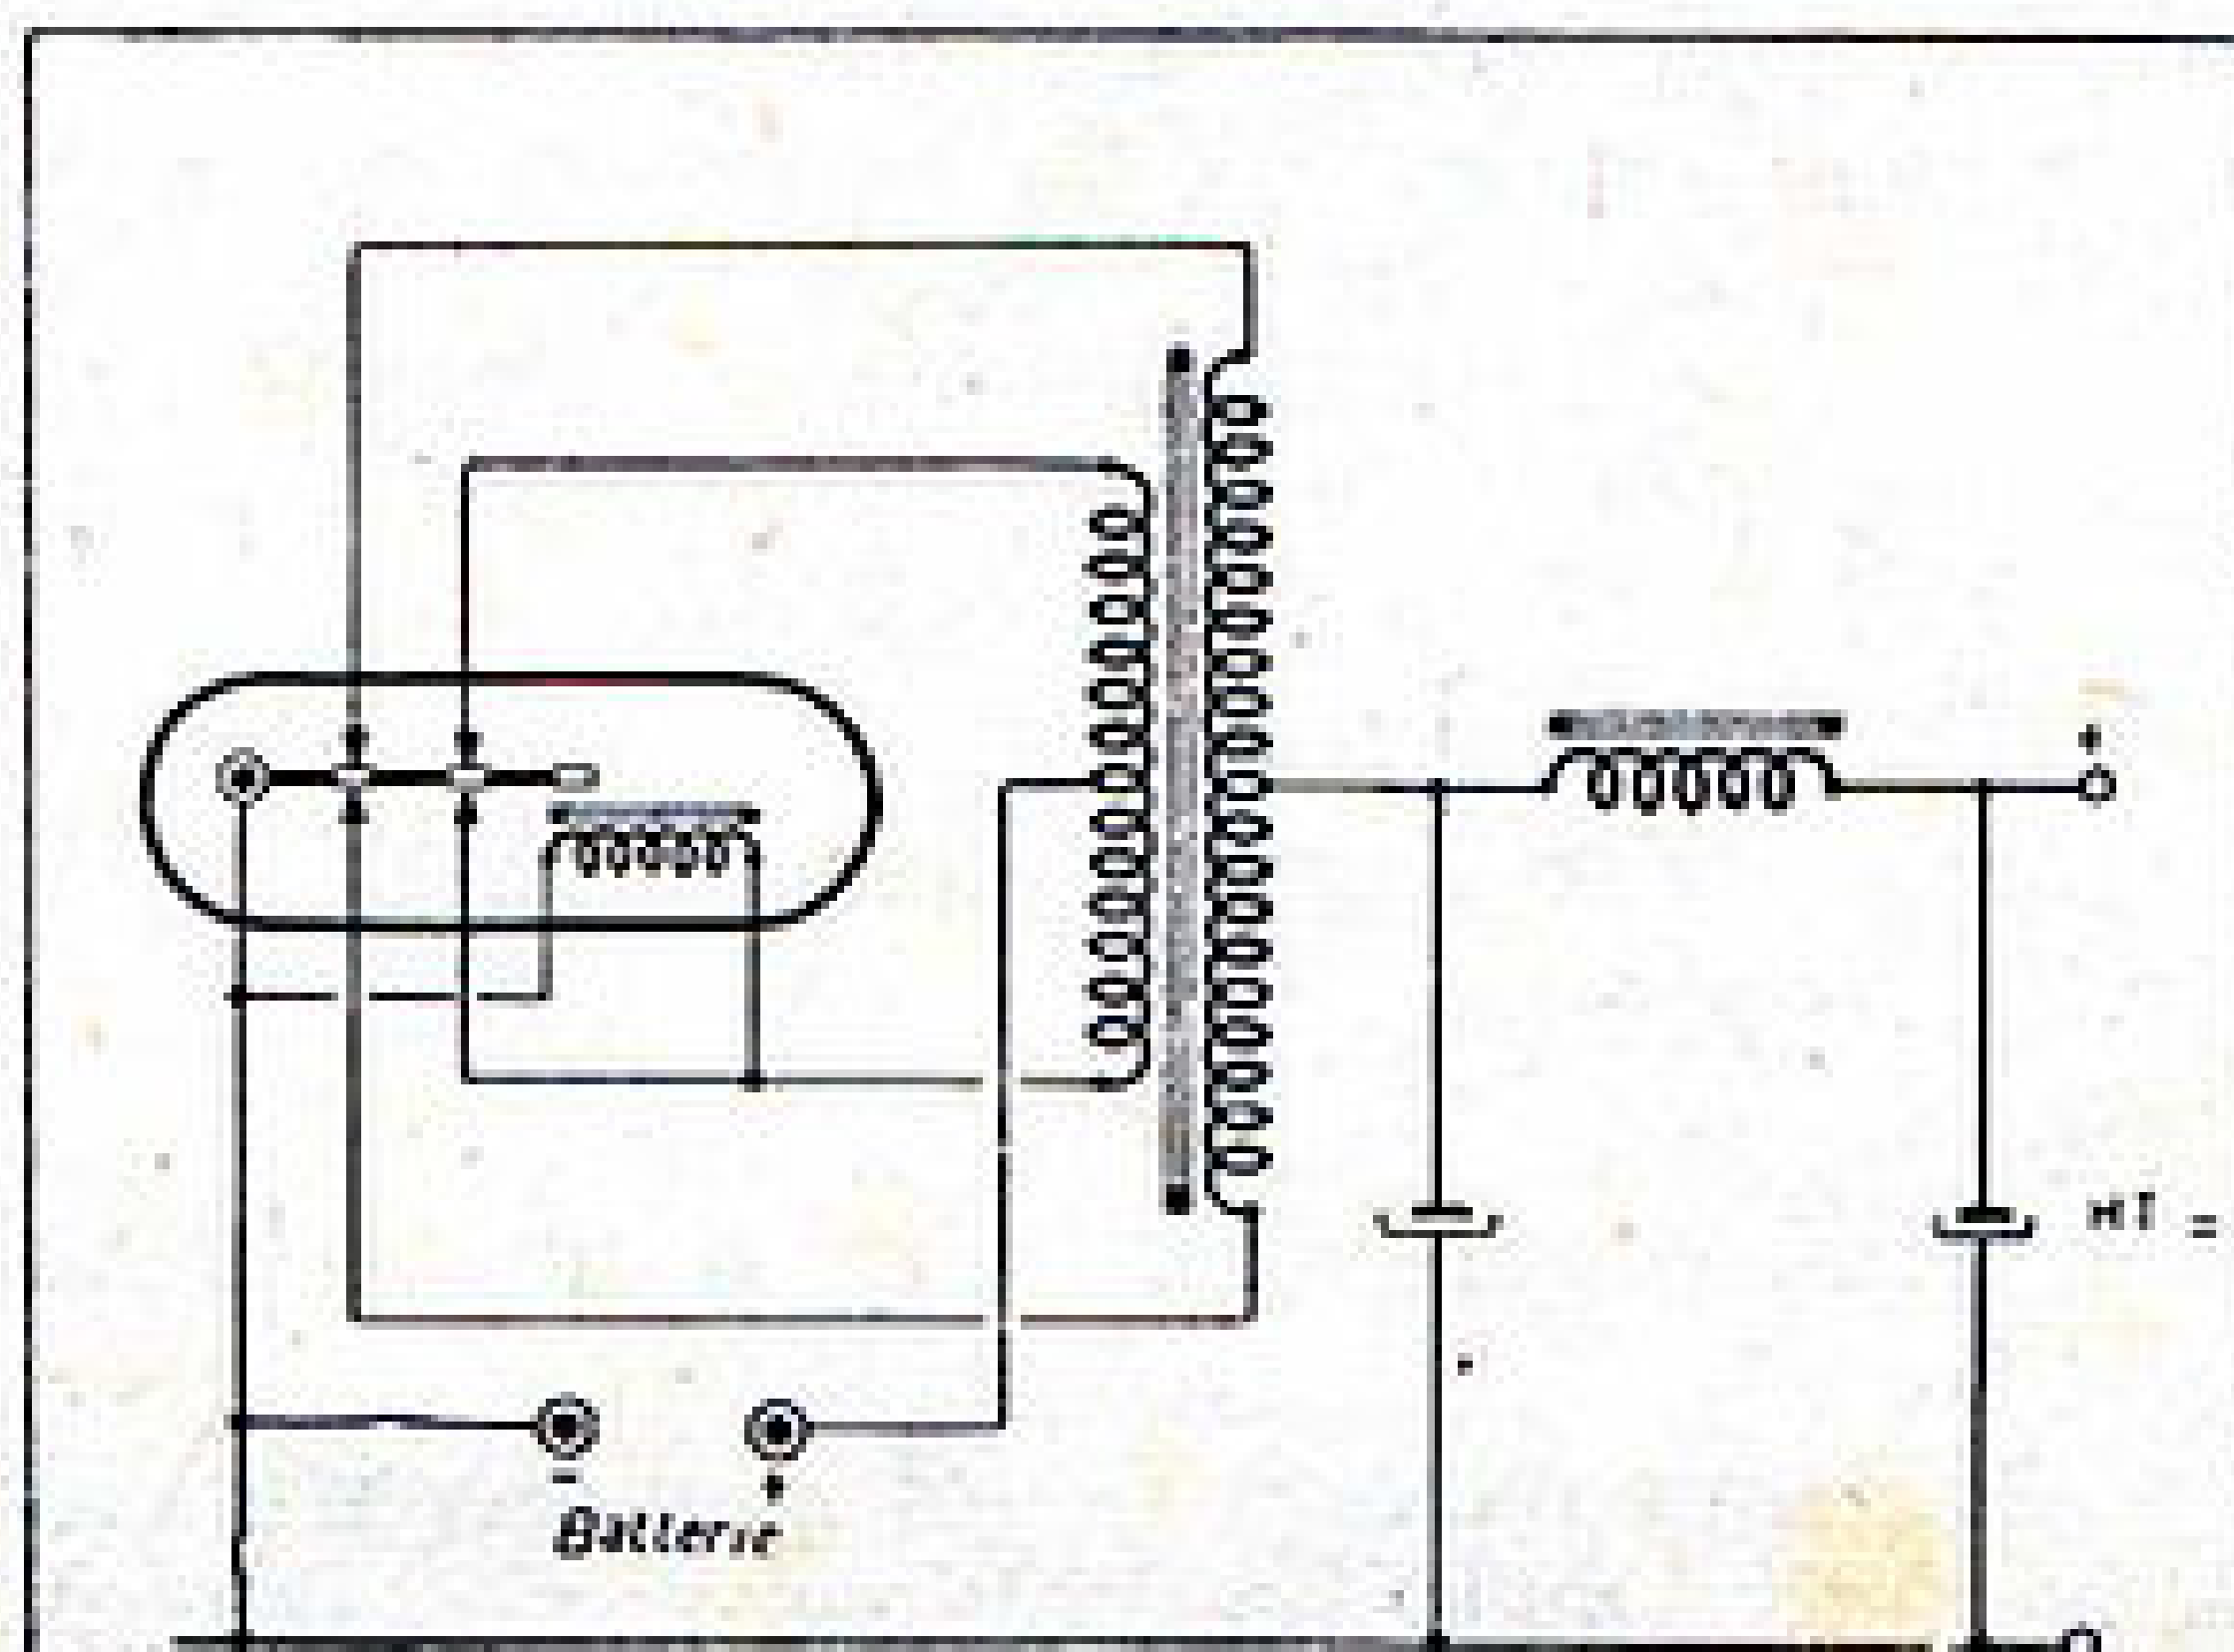 +
HT =
- +
Batterie